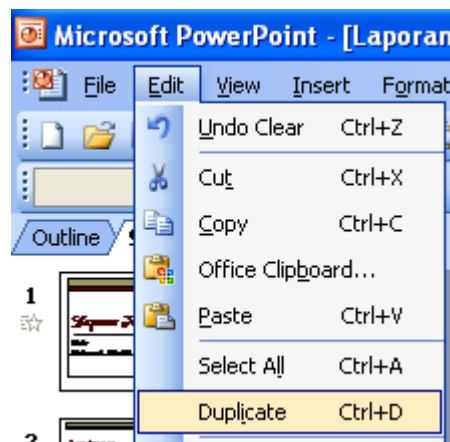 Microsoft PowerPoint - [Laporan
File Edit View Insert Format
Undo Clear Ctrl+Z
Cut Ctrl+X
Copy Ctrl+C
Outline
Office Clipboard...
1
Paste Ctrl+V
Select All Ctrl+A
Duplicate Ctrl+D
2